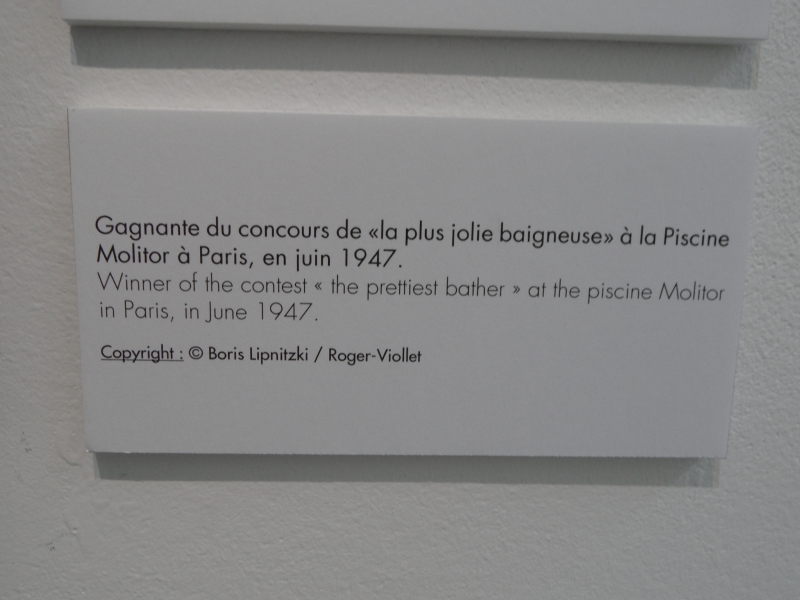 Gagnante du concours de «la plus jolie baigneuse» à la Piscine
Molitor à Paris, en juin 1947.
Winner of the contest « the prettiest bather » at the piscine Molitor
in Paris, in June 1947.
Copyright : © Boris Lipnitzki / Roger-Viollet